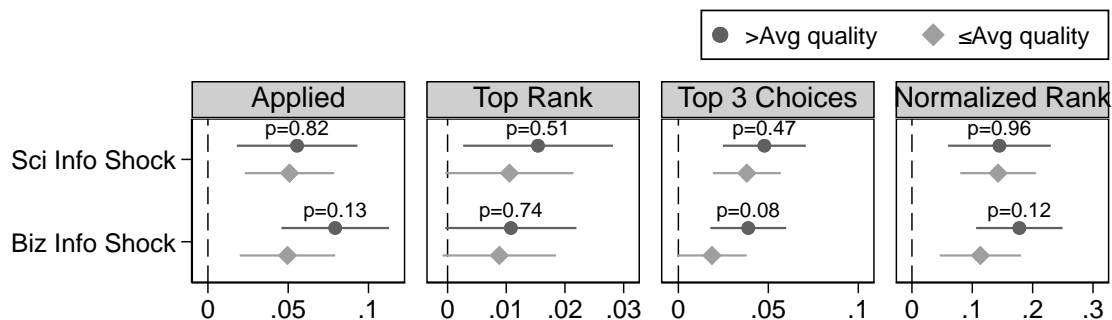 >Avg quality ≤Avg quality
Applied Top Rank Top 3 Choices Normalized Rank
p=0.82 p=0.51 p=0.47 p=0.96
Sci Info Shock
p=0.13 p=0.74 p=0.08 p=0.12
Biz Info Shock
0 .05 .1 0 .01 .02 .03 0 .05 .1 0 .1 .2 .3